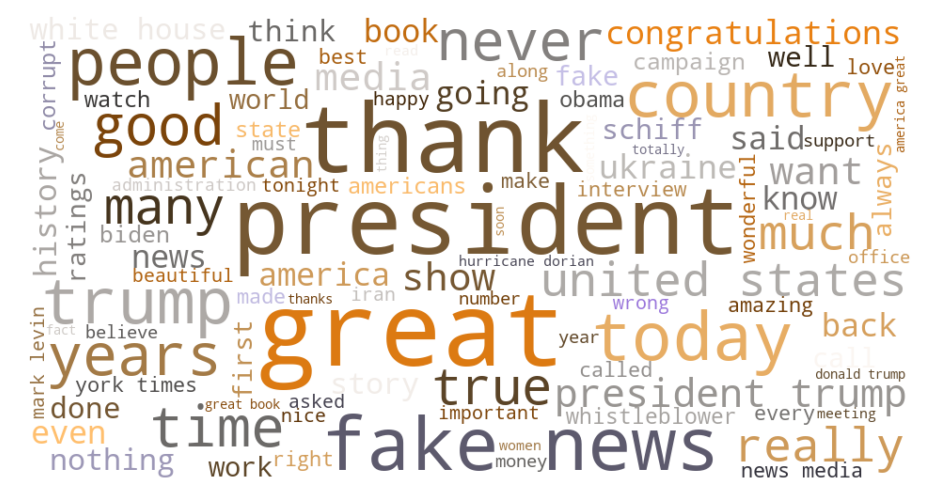 white house think book never congratulations
people best read along fake campaign well love
corrupt media going
watch world happy obama country
good state thank schiff said support
come must thing totally
american ukraine want america great
administration tonight americans make interview know
many president wonderful always
history ratings biden soon real much
news hurricane dorian office
beautiful america show united states
trump made thanks iran number wrong amazing
fact believe great year today back
mark levin years first story called call
york times true president trump donald trump
done great book asked
nice important whistleblower every meeting
even time fake news really
nothing work right women money news media